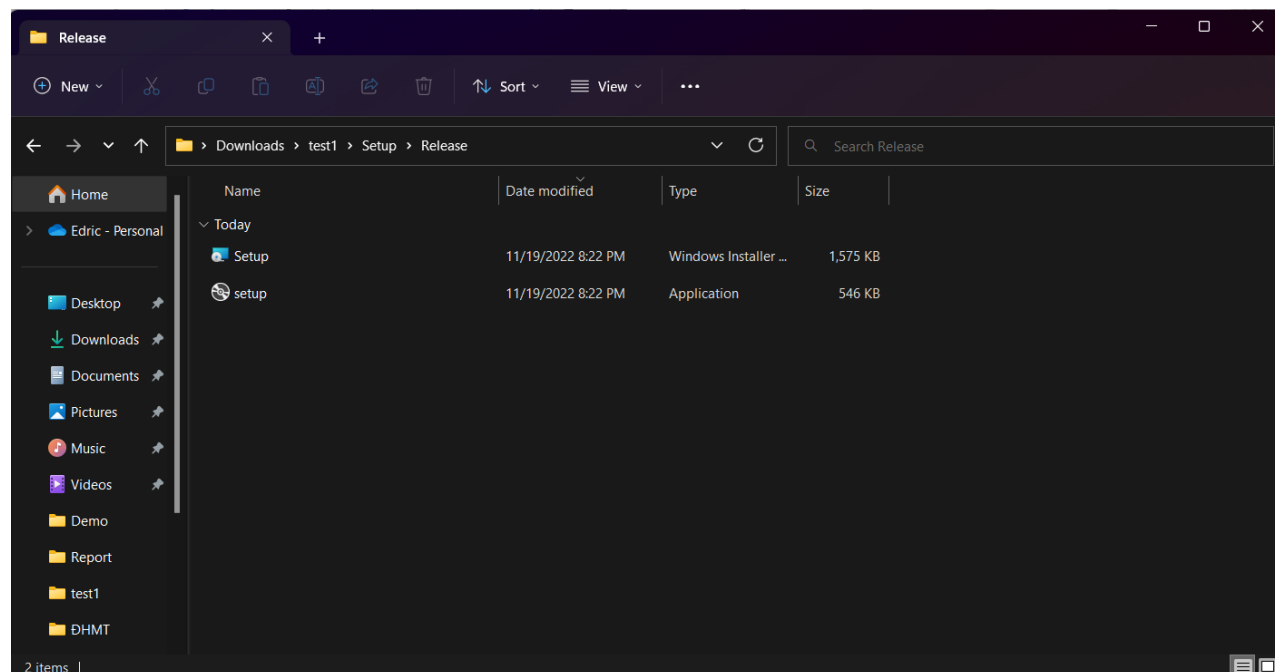 Release
New Sort View
Downloads test1 Setup Release Search Release
Home Name Date modified Type Size
Edric - Personal Today
Setup 11/19/2022 8:22 PM Windows Installer ... 1,575 KB
setup 11/19/2022 8:22 PM Application 546 KB
Desktop
Downloads
Documents
Pictures
Music
Videos
Demo
Report
test1
ĐHMT
2 items